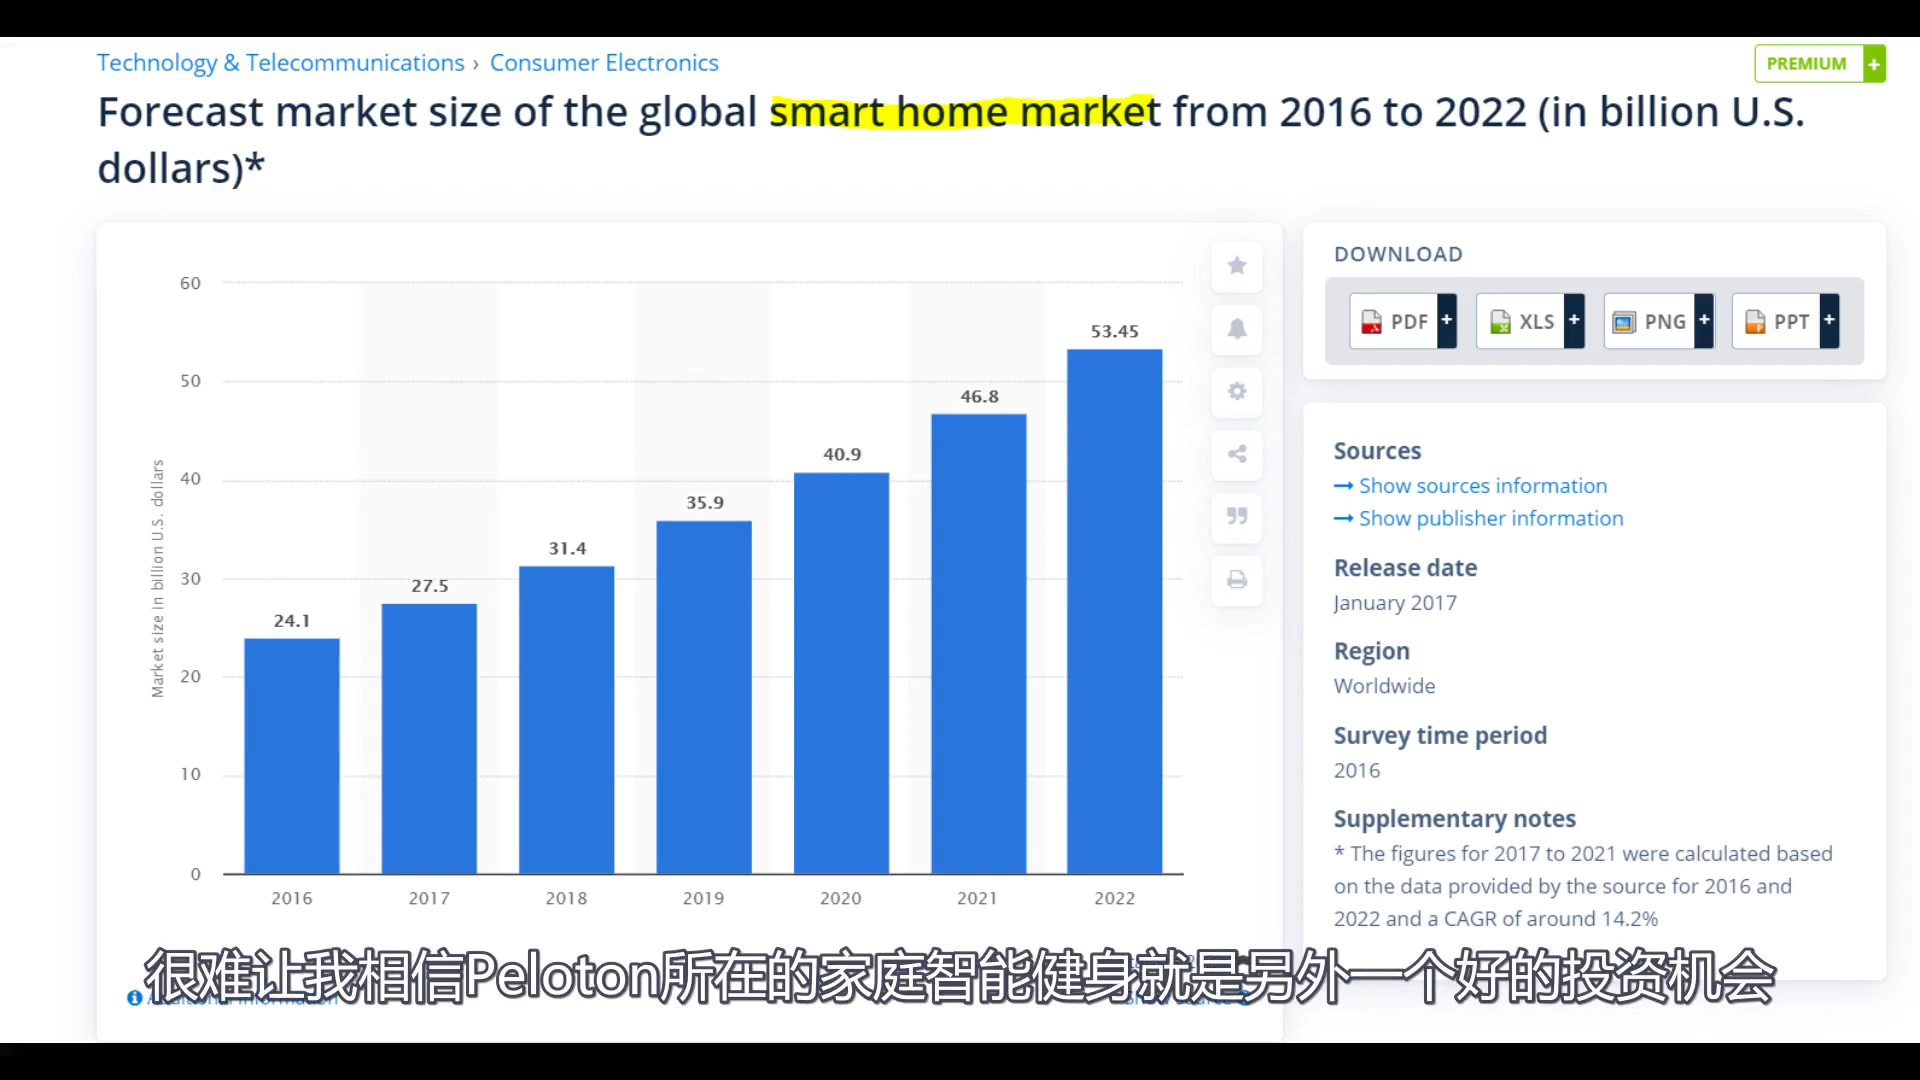 Technology & Telecommunications › Consumer Electronics
PREMIUM +
Forecast market size of the global smart home market from 2016 to 2022 (in billion U.S.
dollars)*
Market size in billion U.S. dollars
60
50
40
30
20
10
0
24.1
27.5
31.4
35.9
40.9
46.8
53.45
2016
2017
2018
2019
2020
2021
2022
DOWNLOAD
PDF + XLS + PNG + PPT +
Sources
→ Show sources information
→ Show publisher information
Release date
January 2017
Region
Worldwide
Survey time period
2016
Supplementary notes
* The figures for 2017 to 2021 were calculated based
on the data provided by the source for 2016 and
2022 and a CAGR of around 14.2%
很难让我相信Peloton所在的家庭智能健身就是另外一个好的投资机会
Additional Information
Show source